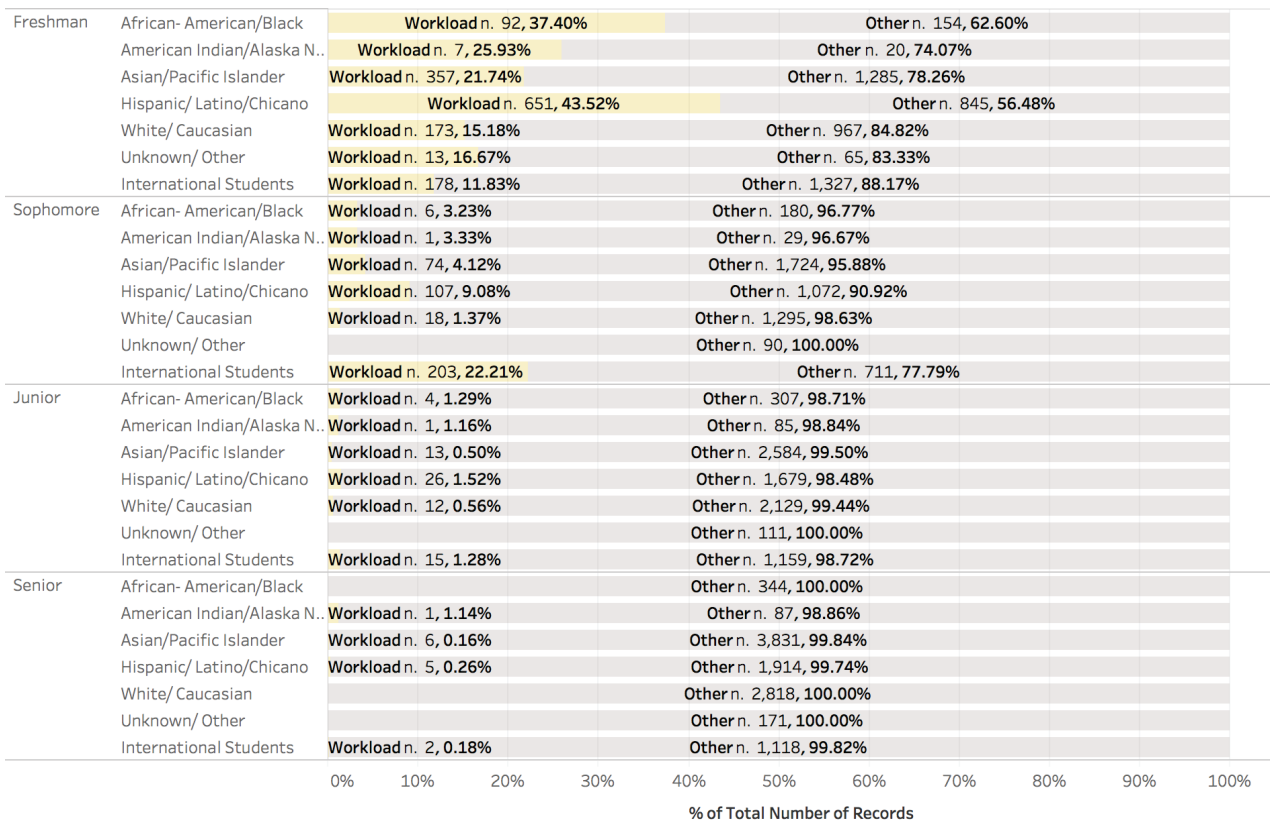 Freshman African- American/Black Workload n. 92, 37.40% Other n. 154, 62.60%
American Indian/Alaska N.. Workload n. 7, 25.93% Other n. 20, 74.07%
Asian/Pacific Islander Workload n. 357, 21.74% Other n. 1,285, 78.26%
Hispanic/ Latino/Chicano Workload n. 651, 43.52% Other n. 845, 56.48%
White/ Caucasian Workload n. 173, 15.18% Other n. 967, 84.82%
Unknown/ Other Workload n. 13, 16.67% Other n. 65, 83.33%
International Students Workload n. 178, 11.83% Other n. 1,327, 88.17%
Sophomore African- American/Black Workload n. 6, 3.23% Other n. 180, 96.77%
American Indian/Alaska N.. Workload n. 1, 3.33% Other n. 29, 96.67%
Asian/Pacific Islander Workload n. 74, 4.12% Other n. 1,724, 95.88%
Hispanic/ Latino/Chicano Workload n. 107, 9.08% Other n. 1,072, 90.92%
White/ Caucasian Workload n. 18, 1.37% Other n. 1,295, 98.63%
Unknown/ Other Other n. 90, 100.00%
International Students Workload n. 203, 22.21% Other n. 711, 77.79%
Junior African- American/Black Workload n. 4, 1.29% Other n. 307, 98.71%
American Indian/Alaska N.. Workload n. 1, 1.16% Other n. 85, 98.84%
Asian/Pacific Islander Workload n. 13, 0.50% Other n. 2,584, 99.50%
Hispanic/ Latino/Chicano Workload n. 26, 1.52% Other n. 1,679, 98.48%
White/ Caucasian Workload n. 12, 0.56% Other n. 2,129, 99.44%
Unknown/ Other Other n. 111, 100.00%
International Students Workload n. 15, 1.28% Other n. 1,159, 98.72%
Senior African- American/Black Other n. 344, 100.00%
American Indian/Alaska N.. Workload n. 1, 1.14% Other n. 87, 98.86%
Asian/Pacific Islander Workload n. 6, 0.16% Other n. 3,831, 99.84%
Hispanic/ Latino/Chicano Workload n. 5, 0.26% Other n. 1,914, 99.74%
White/ Caucasian Other n. 2,818, 100.00%
Unknown/ Other Other n. 171, 100.00%
International Students Workload n. 2, 0.18% Other n. 1,118, 99.82%
0% 10% 20% 30% 40% 50% 60% 70% 80% 90% 100%
% of Total Number of Records